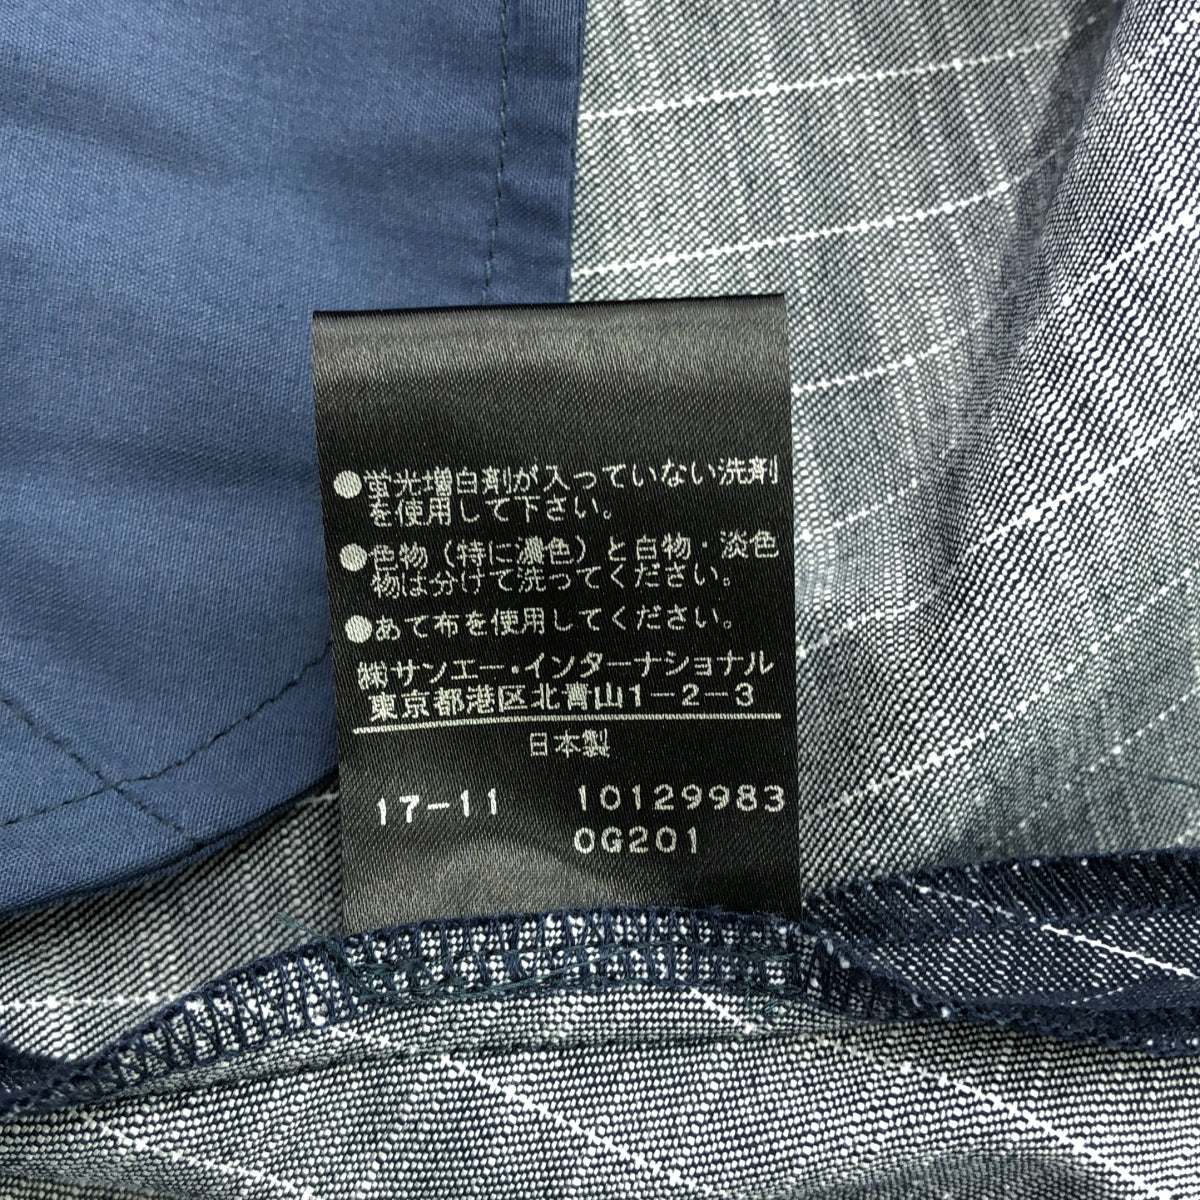 ●蛍光増白剤が入っていない洗剤
を使用して下さい。
●色物(特に濃色)と白物・淡色
物は分けて洗ってください。
●あて布を使用してください。
㈱サンエー・インターナショナル
東京都港区北青山1-2-3
日本製
17-11 10129983
0G201